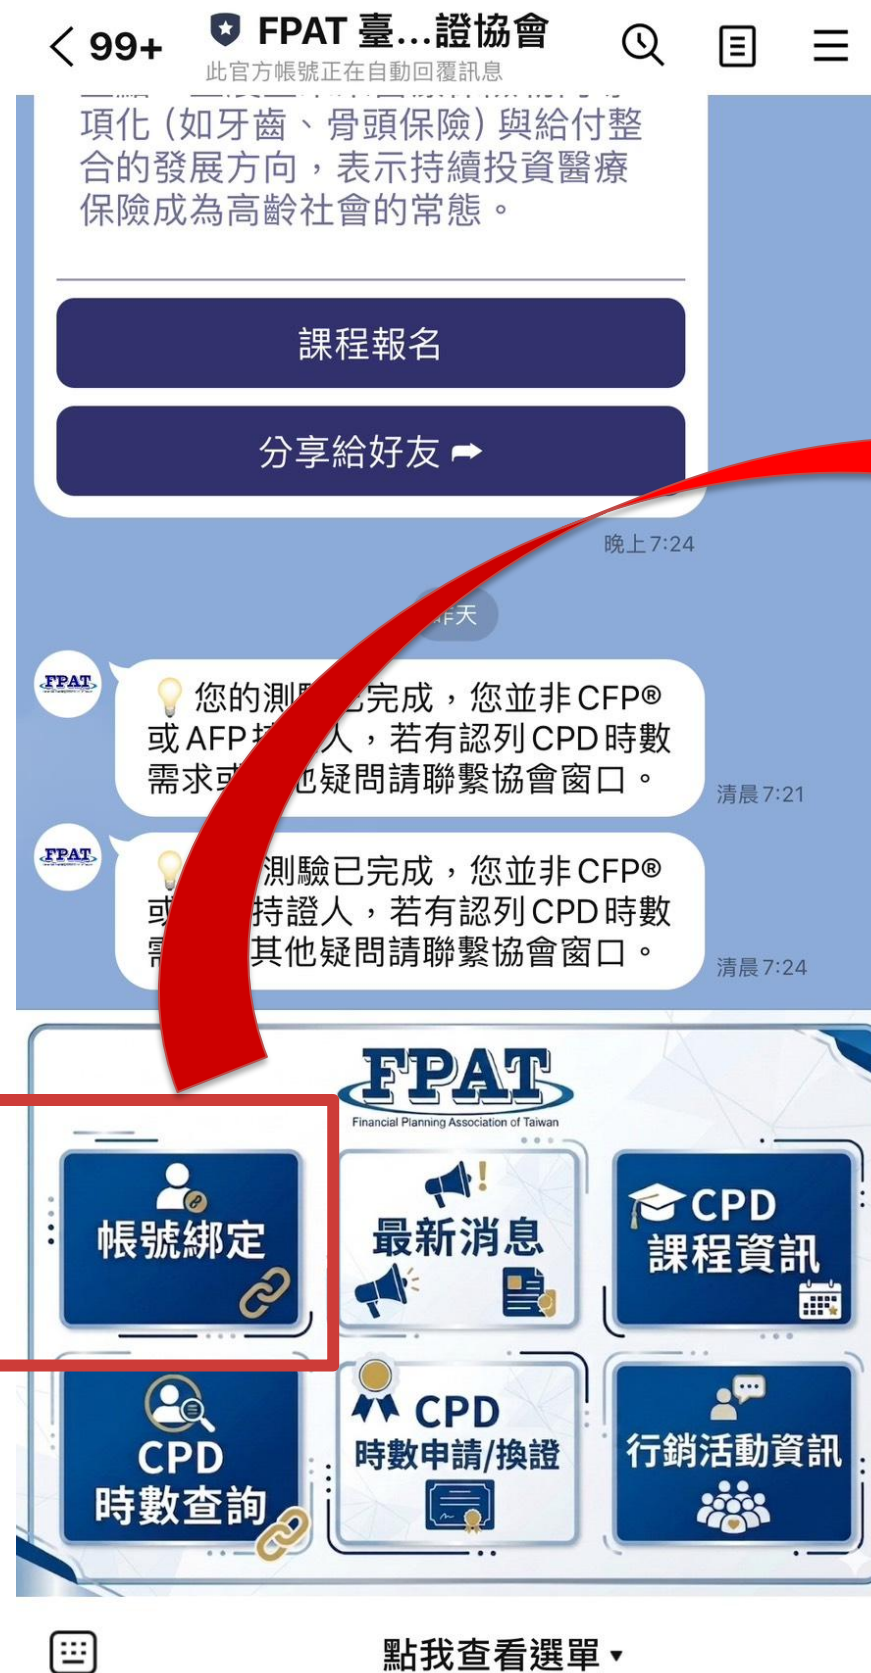 99+
FPAT 臺...證協會
此官方帳號正在自動回覆訊息
項化（如牙齒、骨頭保險）與給付整
合的發展方向，表示持續投資醫療
保險成為高齡社會的常態。
課程報名
分享給好友
晚上7:24
天
FPAT
您的測 已完成，您並非CFP®
或AFP 人，若有認列CPD時數
需求 他疑問請聯繫協會窗口。
清晨7:21
FPAT
測驗已完成，您並非CFP®
持證人，若有認列CPD時數
其他疑問請聯繫協會窗口。
清晨7:24
FPAT
Financial Planning Association of Taiwan
帳號綁定
最新消息
CPD
課程資訊
CPD
時數查詢
CPD
時數申請/換證
行銷活動資訊
點我查看選單